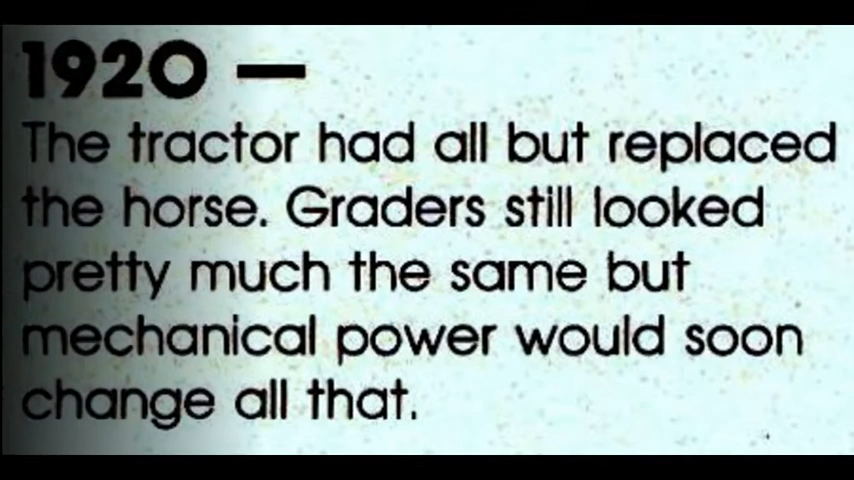 1920 —
The tractor had all but replaced
the horse. Graders still looked
pretty much the same but
mechanical power would soon
change all that.